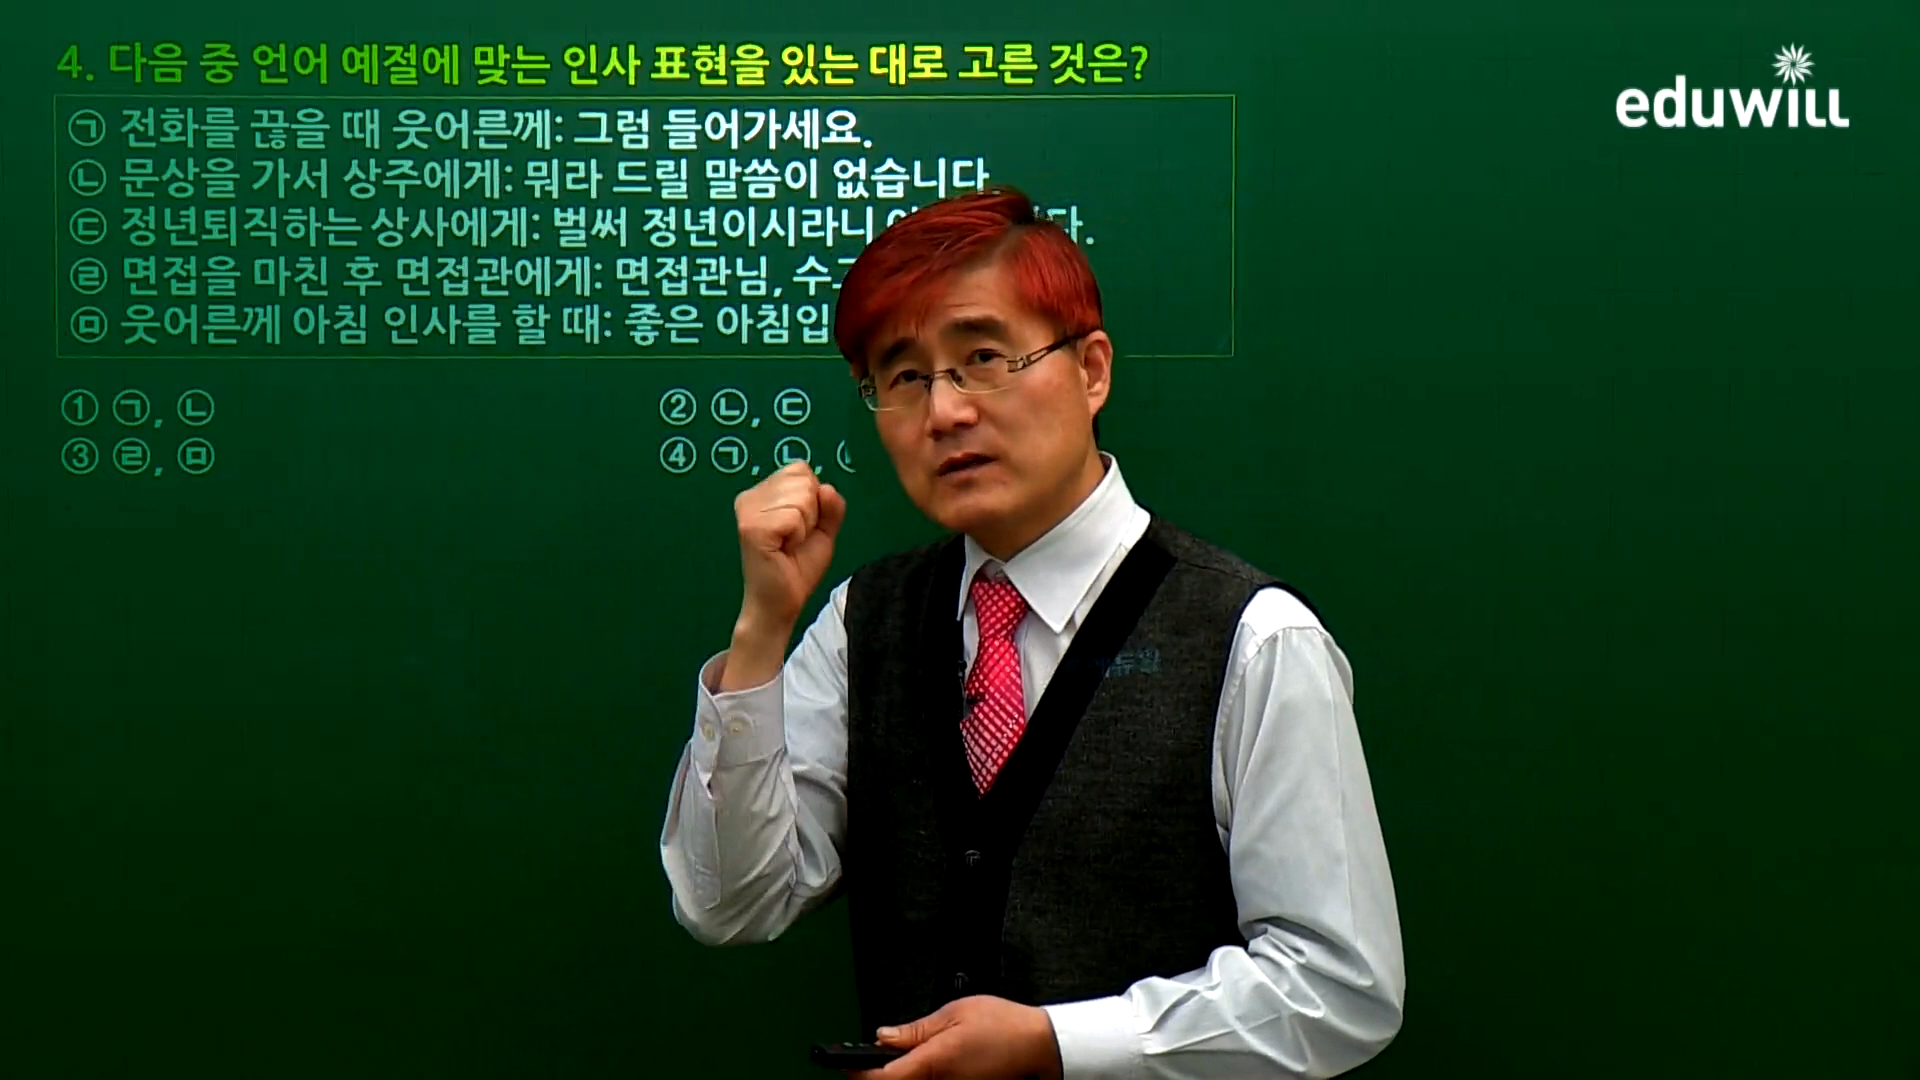 4. 다음 중 언어 예절에 맞는 인사 표현을 있는 대로 고른 것은?
eduwill
㉠ 전화를 끊을 때 웃어른께: 그럼 들어가세요.
㉡ 문상을 가서 상주에게: 뭐라 드릴 말씀이 없습니다
㉢ 정년퇴직하는 상사에게: 벌써 정년이시라니
㉣ 면접을 마친 후 면접관에게: 면접관님,
㉤ 웃어른께 아침 인사를 할 때: 좋은
① ㉠, ㉡
② ㉡, ㉢
③ ㉣, ㉤
④ ㉠, ㉡,